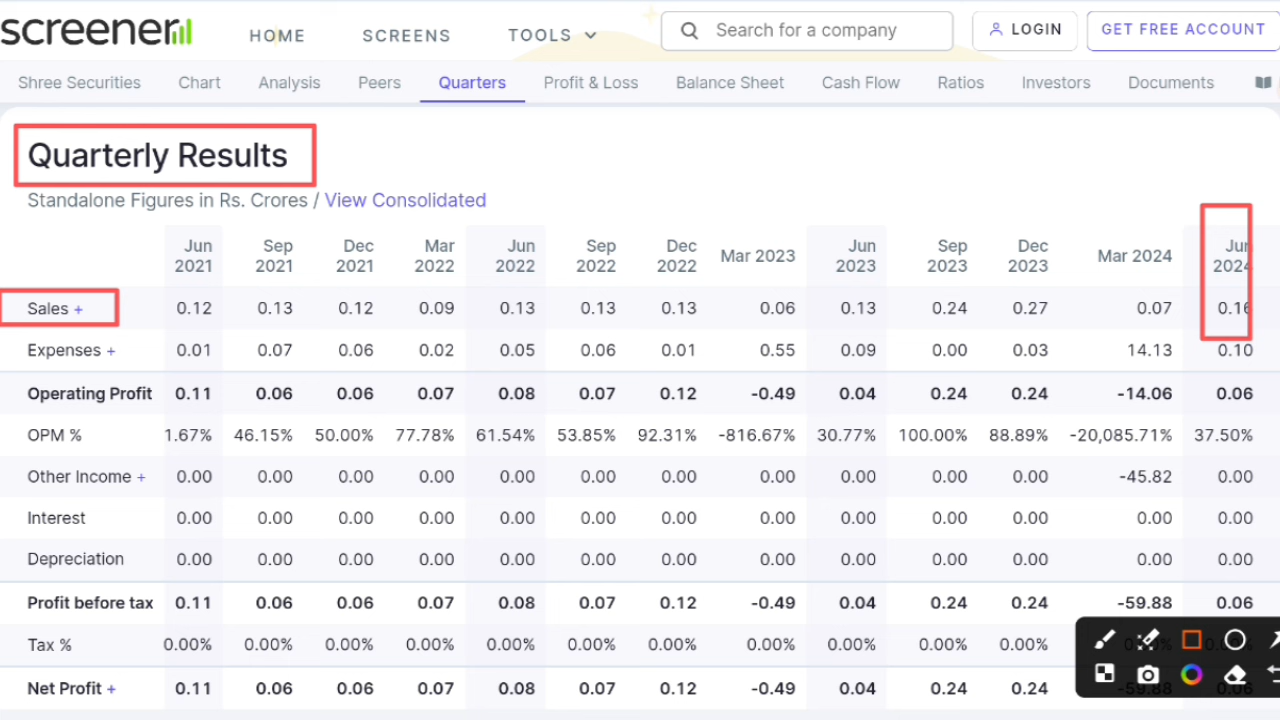 screener
HOME SCREENS TOOLS Search for a company LOGIN GET FREE ACCOUNT
Shree Securities Chart Analysis Peers Quarters Profit & Loss Balance Sheet Cash Flow Ratios Investors Documents
Quarterly Results
Standalone Figures in Rs. Crores / View Consolidated
Jun 2021 Sep 2021 Dec 2021 Mar 2022 Jun 2022 Sep 2022 Dec 2022 Mar 2023 Jun 2023 Sep 2023 Dec 2023 Mar 2024 Jun 2024
Sales + 0.12 0.13 0.12 0.09 0.13 0.13 0.13 0.06 0.13 0.24 0.27 0.07 0.16
Expenses + 0.01 0.07 0.06 0.02 0.05 0.06 0.01 0.55 0.09 0.00 0.03 14.13 0.10
Operating Profit 0.11 0.06 0.06 0.07 0.08 0.07 0.12 -0.49 0.04 0.24 0.24 -14.06 0.06
OPM % 1.67% 46.15% 50.00% 77.78% 61.54% 53.85% 92.31% -816.67% 30.77% 100.00% 88.89% -20,085.71% 37.50%
Other Income + 0.00 0.00 0.00 0.00 0.00 0.00 0.00 0.00 0.00 0.00 0.00 -45.82 0.00
Interest 0.00 0.00 0.00 0.00 0.00 0.00 0.00 0.00 0.00 0.00 0.00 0.00 0.00
Depreciation 0.00 0.00 0.00 0.00 0.00 0.00 0.00 0.00 0.00 0.00 0.00 0.00 0.00
Profit before tax 0.11 0.06 0.06 0.07 0.08 0.07 0.12 -0.49 0.04 0.24 0.24 -59.88 0.06
Tax % 0.00% 0.00% 0.00% 0.00% 0.00% 0.00% 0.00% 0.00% 0.00% 0.00% 0.00%
Net Profit + 0.11 0.06 0.06 0.07 0.08 0.07 0.12 -0.49 0.04 0.24 0.24 -59.88 0.06